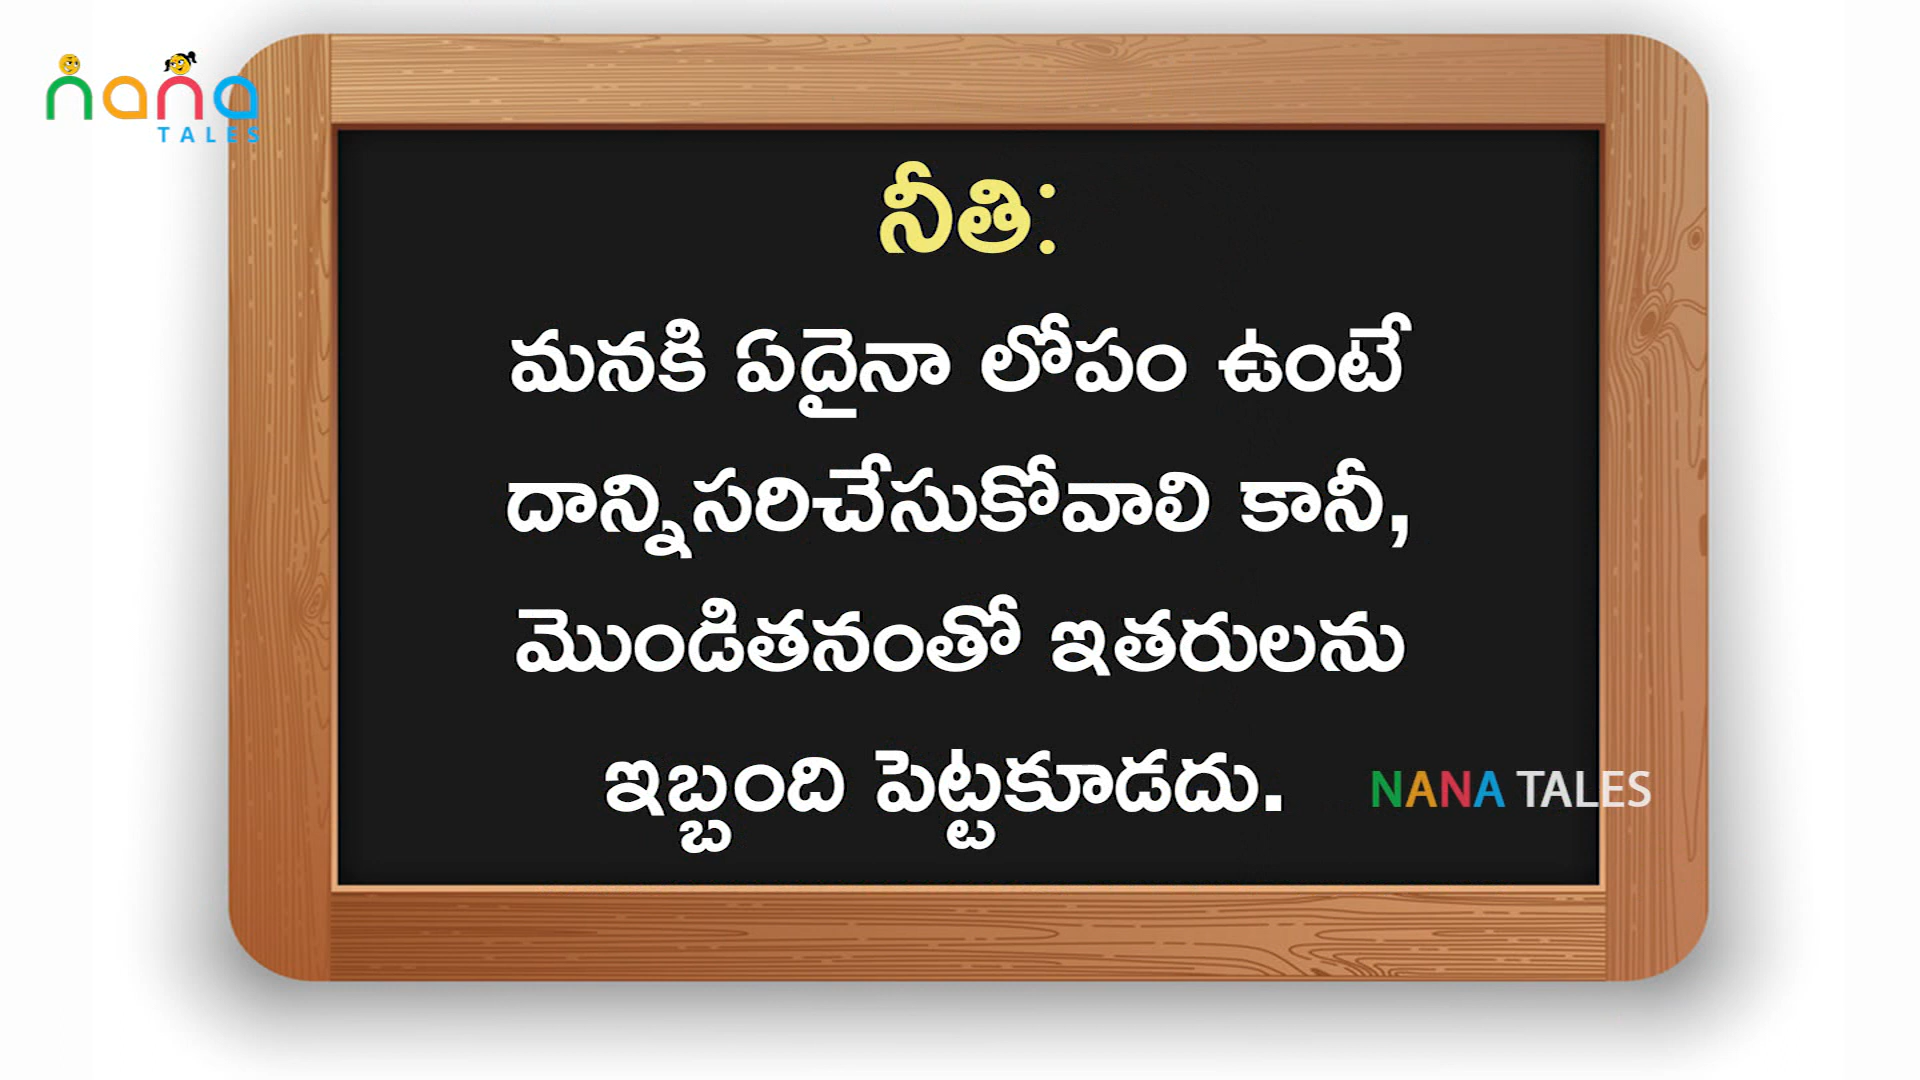 nana
TALES
నీతి:
మనకి ఏదైనా లోపం ఉంటే
దాన్నిసరిచేసుకోవాలి కానీ,
మొండితనంతో ఇతరులను
ఇబ్బంది పెట్టకూడదు.
NANA TALES